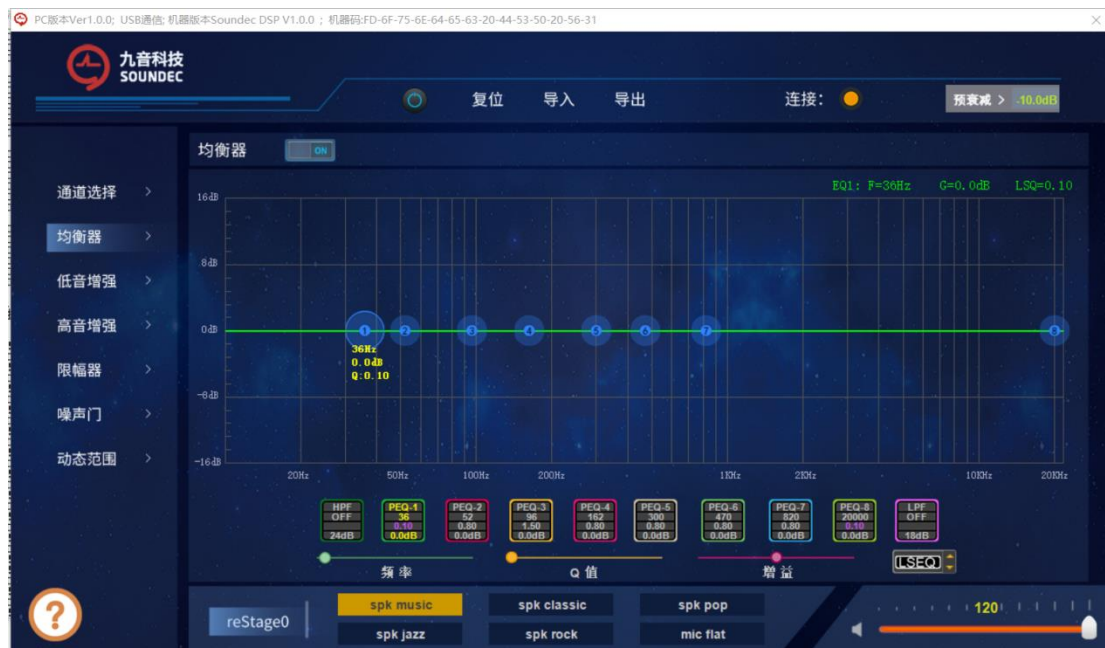 PC版本Ver1.0.0; USB通信; 机器版本Soundec DSP V1.0.0 ; 机器码:FD-6F-75-6E-64-65-63-20-44-53-50-20-56-31
九音科技
SOUNDEC
复位 导入 导出 连接: 预衰减 > -10.0dB
均衡器 ON
通道选择
均衡器
低音增强
高音增强
限幅器
噪声门
动态范围
EQ1: F=36Hz G=0.0dB LSQ=0.10
16dB
8dB
0dB
-8dB
-16dB
1 2 3 4 5 6 7 8
36Hz
0.0dB
Q:0.10
20Hz 50Hz 100Hz 200Hz 1KHz 2KHz 10KHz 20KHz
HPF PEQ-1 PEQ-2 PEQ-3 PEQ-4 PEQ-5 PEQ-6 PEQ-7 PEQ-8 LPF
OFF 36 52 96 162 300 470 820 20000 OFF
0.10 0.80 1.50 0.80 0.80 0.80 0.80 0.10
24dB 0.0dB 0.0dB 0.0dB 0.0dB 0.0dB 0.0dB 0.0dB 0.0dB 18dB
频率 Q值 增益 LSEQ
?
reStage0
spk music spk classic spk pop
spk jazz spk rock mic flat
120